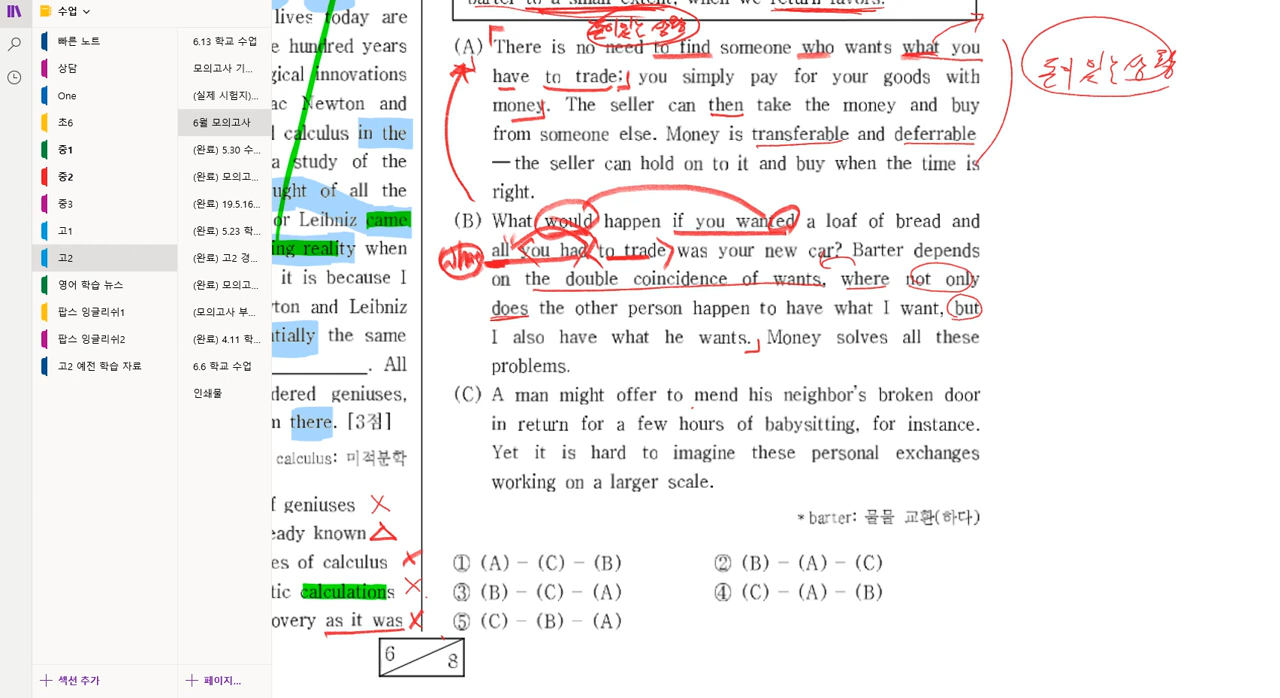 수업
빠른 노트
상담
One
초6
중1
중2
중3
고1
고2
영어 학습 뉴스
팝스 잉글리쉬1
팝스 잉글리쉬2
고2 예전 학습 자료
섹션 추가
6.13 학교 수업
모의고사 기...
(실제 시험지)...
6월 모의고사
(완료) 5.30 수...
(완료) 모의고...
(완료) 19.5.16...
(완료) 5.23 학...
(완료) 고2 경...
(완료) 모의고...
(모의고사 부...
(완료) 4.11 학...
6.6 학교 수업
인쇄물
페이지...
lives today are
e hundred years
gical innovations
ac Newton and
calculus in the
a study of the
ught of all the
or Leibniz came
ing reality when
it is because I
ton and Leibniz
tially the same
. All
dered geniuses,
n there. [3점]
calculus: 미적분학
f geniuses
eady known
es of calculus
tic calculations
overy as it was
barter to a small extent, when we return favors.
돈이 있는 상황
(A) There is no need to find someone who wants what you
have to trade; you simply pay for your goods with
money. The seller can then take the money and buy
from someone else. Money is transferable and deferrable
—the seller can hold on to it and buy when the time is
right.
돈이 있는 상황
(B) What would happen if you wanted a loaf of bread and
all you had to trade was your new car? Barter depends
on the double coincidence of wants, where not only
does the other person happen to have what I want, but
I also have what he wants. Money solves all these
problems.
(C) A man might offer to mend his neighbor's broken door
in return for a few hours of babysitting, for instance.
Yet it is hard to imagine these personal exchanges
working on a larger scale.
* barter: 물물 교환(하다)
① (A) - (C) - (B)
② (B) - (A) - (C)
③ (B) - (C) - (A)
④ (C) - (A) - (B)
⑤ (C) - (B) - (A)
6
8